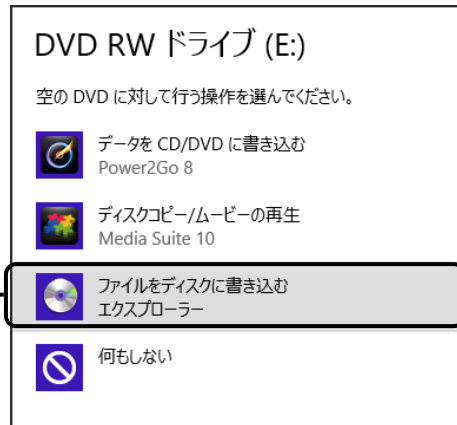 DVD RW ドライブ (E:)
空の DVD に対して行う操作を選んでください。
データを CD/DVD に書き込む
Power2Go 8
ディスクコピー/ムービーの再生
Media Suite 10
ファイルをディスクに書き込む
エクスプローラー
何もしない